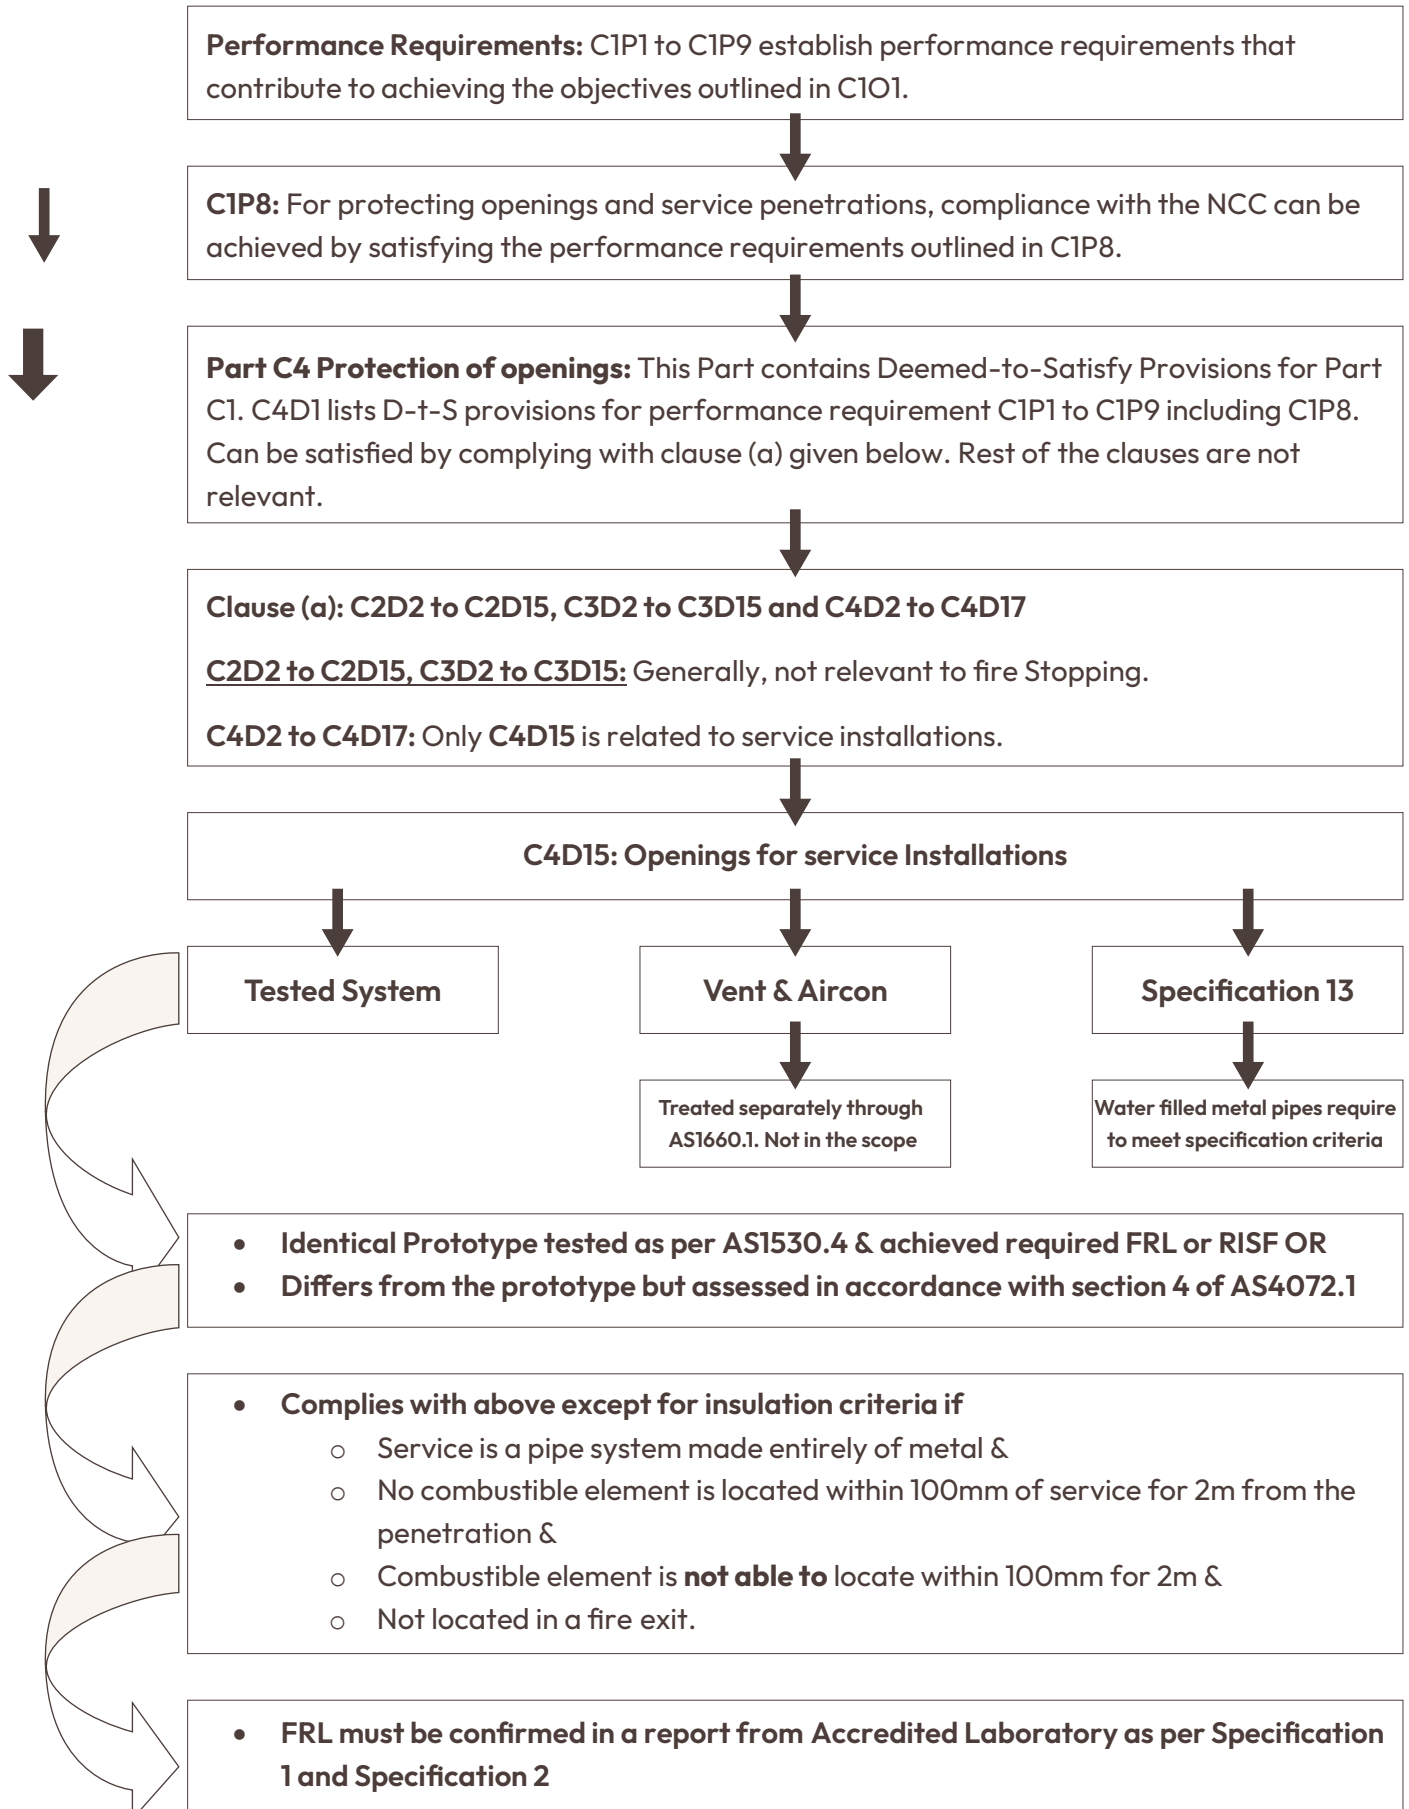 Performance Requirements: C1P1 to C1P9 establish performance requirements that
contribute to achieving the objectives outlined in C1O1.
C1P8: For protecting openings and service penetrations, compliance with the NCC can be
achieved by satisfying the performance requirements outlined in C1P8.
Part C4 Protection of openings: This Part contains Deemed-to-Satisfy Provisions for Part
C1. C4D1 lists D-t-S provisions for performance requirement C1P1 to C1P9 including C1P8.
Can be satisfied by complying with clause (a) given below. Rest of the clauses are not
relevant.
Clause (a): C2D2 to C2D15, C3D2 to C3D15 and C4D2 to C4D17
C2D2 to C2D15, C3D2 to C3D15: Generally, not relevant to fire Stopping.
C4D2 to C4D17: Only C4D15 is related to service installations.
C4D15: Openings for service Installations
Tested System
Vent & Aircon
Specification 13
Treated separately through
AS1660.1. Not in the scope
Water filled metal pipes require
to meet specification criteria
• Identical Prototype tested as per AS1530.4 & achieved required FRL or RISF OR
• Differs from the prototype but assessed in accordance with section 4 of AS4072.1
• Complies with above except for insulation criteria if
o Service is a pipe system made entirely of metal &
o No combustible element is located within 100mm of service for 2m from the
penetration &
o Combustible element is not able to locate within 100mm for 2m &
o Not located in a fire exit.
• FRL must be confirmed in a report from Accredited Laboratory as per Specification
1 and Specification 2